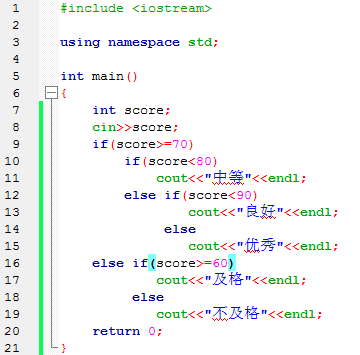 1 #include <iostream>
2
3 using namespace std;
4
5 int main()
6 {
7 int score;
8 cin>>score;
9 if(score>=70)
10 if(score<80)
11 cout<<"中等"<<endl;
12 else if(score<90)
13 cout<<"良好"<<endl;
14 else
15 cout<<"优秀"<<endl;
16 else if(score>=60)
17 cout<<"及格"<<endl;
18 else
19 cout<<"不及格"<<endl;
20 return 0;
21 }